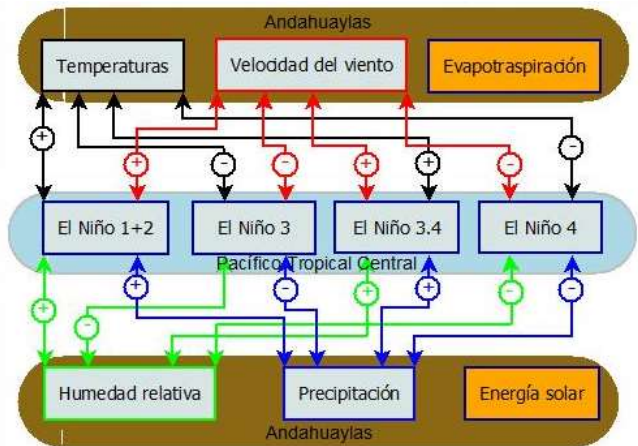 Andahuaylas
Temperaturas
Velocidad del viento
Evapotraspiración
+ + - - + + - -
El Niño 1+2
El Niño 3
El Niño 3.4
El Niño 4
Pacífico Tropical Central
+ - + - - + + - -
Humedad relativa
Precipitación
Energía solar
Andahuaylas